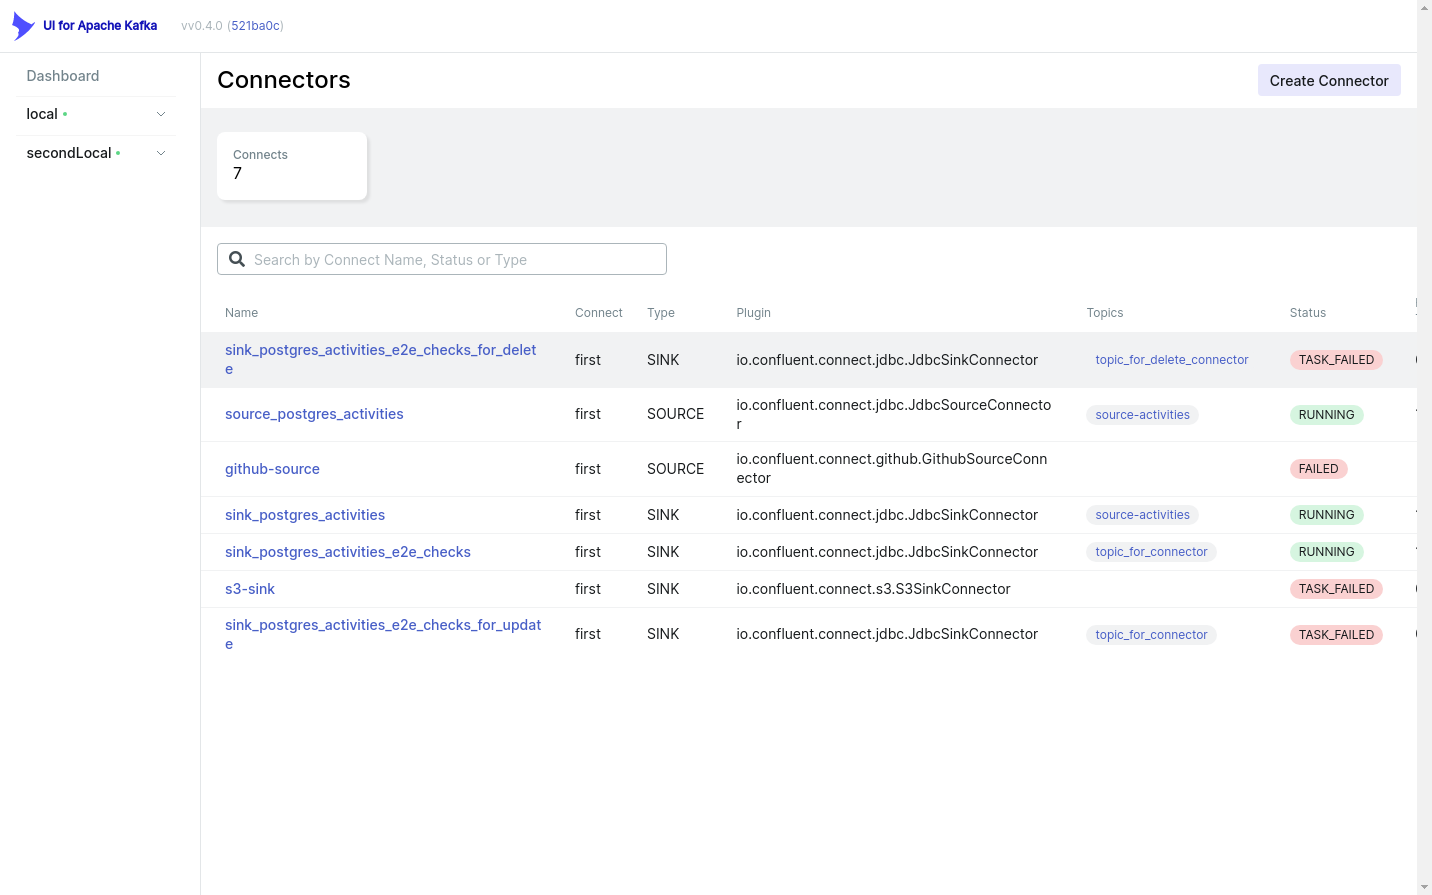 UI for Apache Kafka vv0.4.0 (521ba0c)
Dashboard
local
secondLocal
Connectors
Create Connector
Connects
7
Search by Connect Name, Status or Type
Name Connect Type Plugin Topics Status
sink_postgres_activities_e2e_checks_for_delet
e
first SINK io.confluent.connect.jdbc.JdbcSinkConnector topic_for_delete_connector TASK_FAILED
source_postgres_activities first SOURCE io.confluent.connect.jdbc.JdbcSourceConnecto
r
source-activities RUNNING
github-source first SOURCE io.confluent.connect.github.GithubSourceConn
ector
FAILED
sink_postgres_activities first SINK io.confluent.connect.jdbc.JdbcSinkConnector source-activities RUNNING
sink_postgres_activities_e2e_checks first SINK io.confluent.connect.jdbc.JdbcSinkConnector topic_for_connector RUNNING
s3-sink first SINK io.confluent.connect.s3.S3SinkConnector TASK_FAILED
sink_postgres_activities_e2e_checks_for_updat
e
first SINK io.confluent.connect.jdbc.JdbcSinkConnector topic_for_connector TASK_FAILED